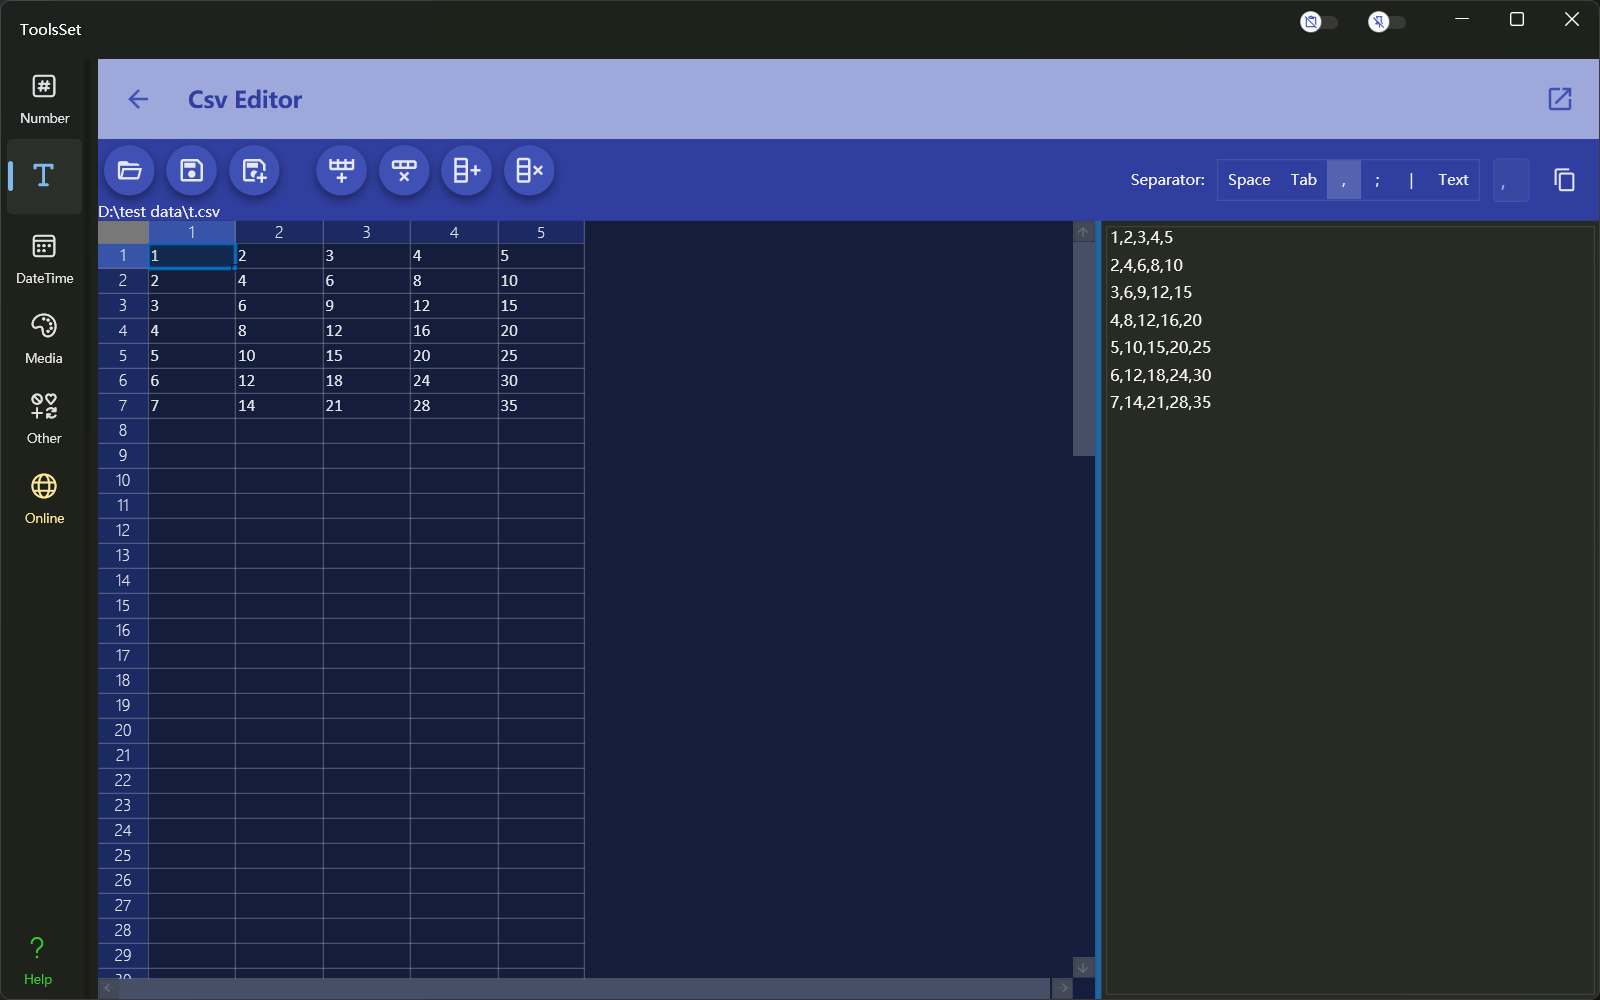 ToolsSet
Number
DateTime
Media
Other
Online
Help
Csv Editor
Separator: Space Tab , ; | Text ,
D:\test data\t.csv
1 2 3 4 5
1 1 2 3 4 5
2 2 4 6 8 10
3 3 6 9 12 15
4 4 8 12 16 20
5 5 10 15 20 25
6 6 12 18 24 30
7 7 14 21 28 35
8
9
10
11
12
13
14
15
16
17
18
19
20
21
22
23
24
25
26
27
28
29
30
1,2,3,4,5
2,4,6,8,10
3,6,9,12,15
4,8,12,16,20
5,10,15,20,25
6,12,18,24,30
7,14,21,28,35